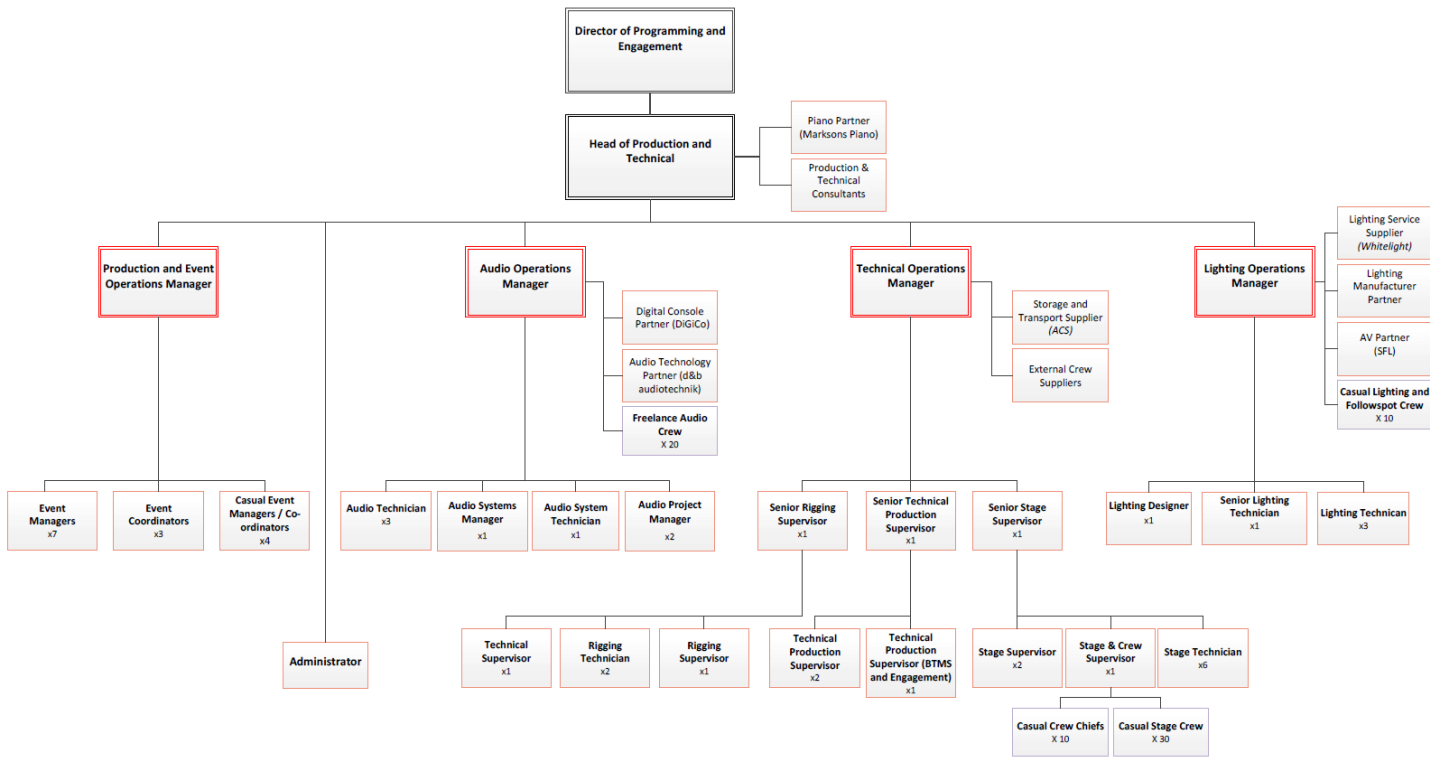 Director of Programming and
Engagement
Head of Production and
Technical
Piano Partner
(Marksons Piano)
Production &
Technical
Consultants
Production and Event
Operations Manager
Audio Operations
Manager
Technical Operations
Manager
Lighting Operations
Manager
Lighting Service
Supplier
(Whitelight)
Lighting
Manufacturer
Partner
AV Partner
(SFL)
Casual Lighting and
Followspot Crew
X 10
Digital Console
Partner (DiGiCo)
Audio Technology
Partner (d&b
audiotechnik)
Freelance Audio
Crew
X 20
Storage and
Transport Supplier
(ACS)
External Crew
Suppliers
Event
Managers
x7
Event
Coordinators
x3
Casual Event
Managers / Co-
ordinators
x4
Audio Technician
x3
Audio Systems
Manager
x1
Audio System
Technician
x1
Audio Project
Manager
x2
Senior Rigging
Supervisor
x1
Senior Technical
Production
Supervisor
x1
Senior Stage
Supervisor
x1
Lighting Designer
x1
Senior Lighting
Technician
x1
Lighting Technican
x3
Administrator
Technical
Supervisor
x1
Rigging
Technician
x2
Rigging
Supervisor
x1
Technical
Production
Supervisor
x2
Technical
Production
Supervisor (BTMS
and Engagement)
x1
Stage Supervisor
x2
Stage & Crew
Supervisor
x1
Stage Technician
x6
Casual Crew Chiefs
X 10
Casual Stage Crew
X 30